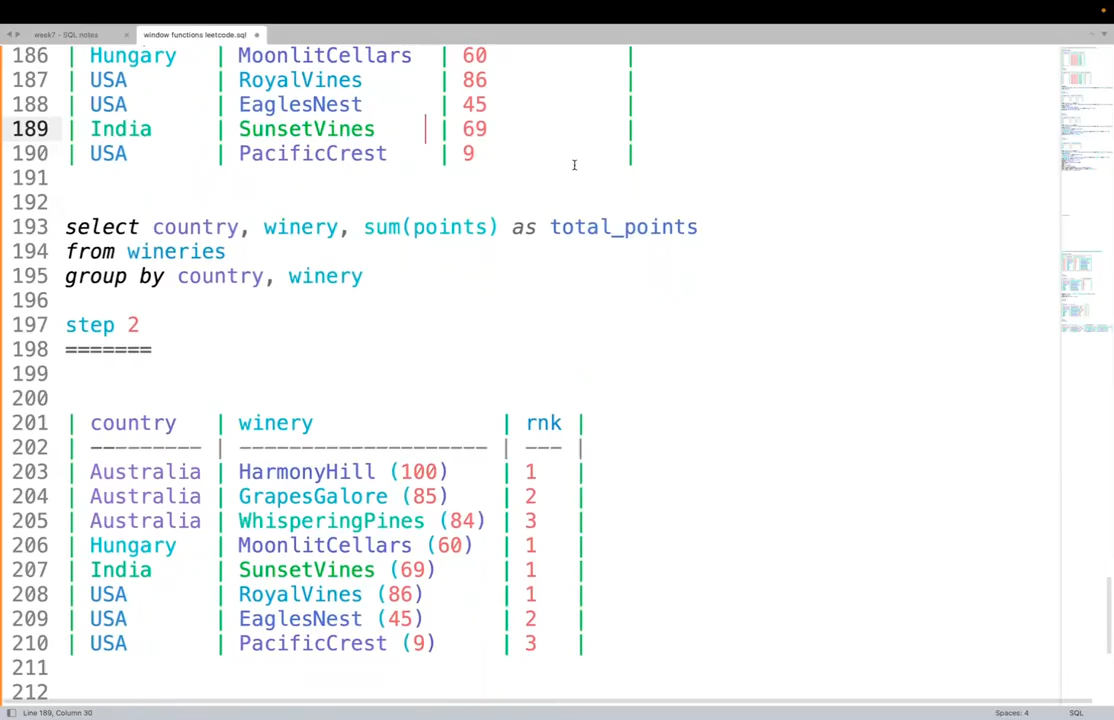 week7 - SQL notes
window functions leetcode.sql
186 | Hungary | MoonlitCellars | 60 |
187 | USA | RoyalVines | 86 |
188 | USA | EaglesNest | 45 |
189 | India | SunsetVines | 69 |
190 | USA | PacificCrest | 9 |
191
192
193 select country, winery, sum(points) as total_points
194 from wineries
195 group by country, winery
196
197 step 2
198 =======
199
200
201 | country | winery | rnk |
202 | --------- | -------------------- | --- |
203 | Australia | HarmonyHill (100) | 1 |
204 | Australia | GrapesGalore (85) | 2 |
205 | Australia | WhisperingPines (84) | 3 |
206 | Hungary | MoonlitCellars (60) | 1 |
207 | India | SunsetVines (69) | 1 |
208 | USA | RoyalVines (86) | 1 |
209 | USA | EaglesNest (45) | 2 |
210 | USA | PacificCrest (9) | 3 |
211
212
Line 189, Column 30
Spaces: 4
SQL